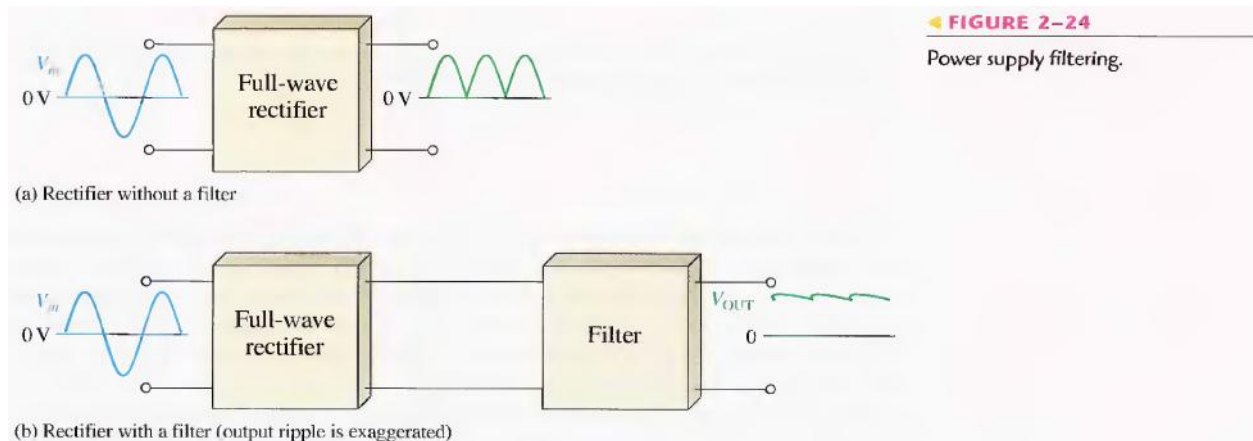 ◄ FIGURE 2–24
Power supply filtering.
V_in
0 V
Full-wave
rectifier
0 V
(a) Rectifier without a filter
V_in
0 V
Full-wave
rectifier
Filter
V_OUT
0
(b) Rectifier with a filter (output ripple is exaggerated)